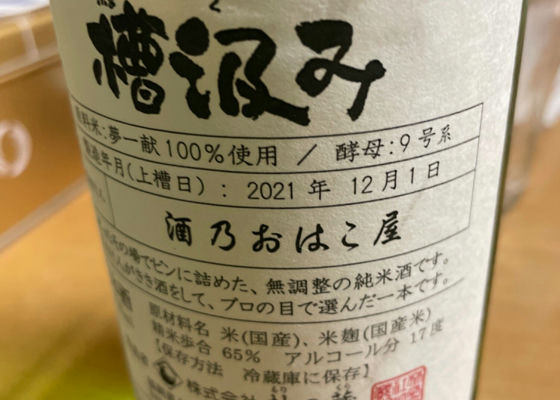 槽汲み
原料米:夢一献100%使用 / 酵母:9号系
製造年月(上槽日): 2021年 12月1日
酒乃おはこ屋
の場でビンに詰めた、無調整の純米酒です。
がきき酒をして、プロの目で選んだ一本です。
原材料名 米(国産)、米麹(国産米)
精米歩合 65% アルコール分 17度
【保存方法 冷蔵庫に保存】
株式会社